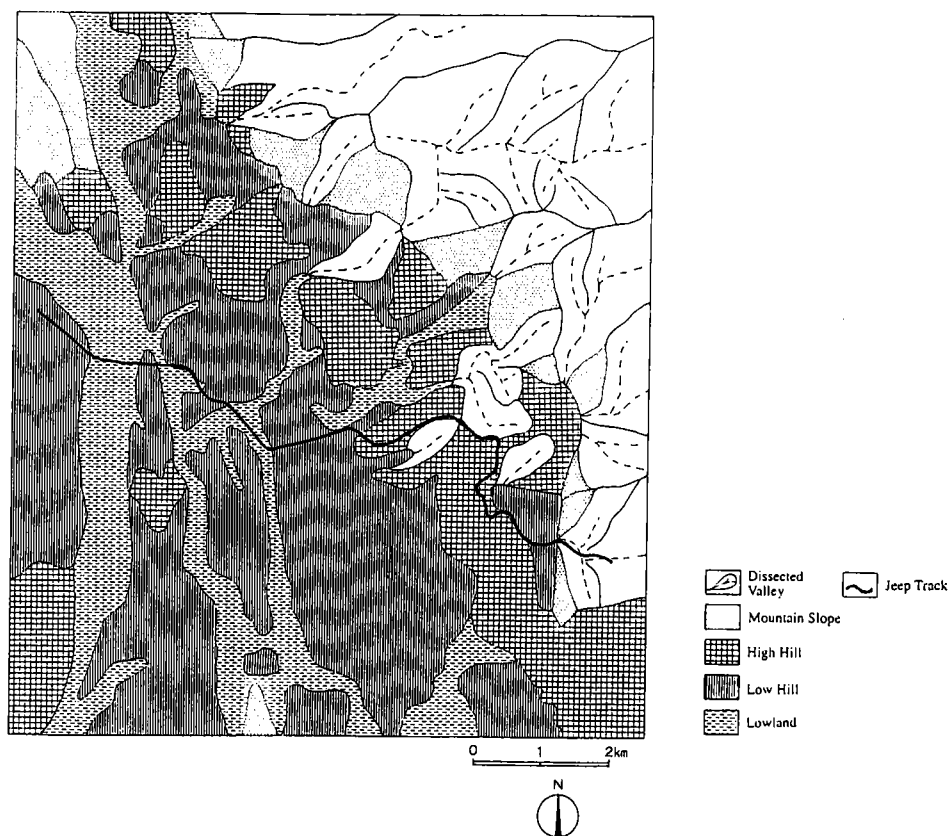 Dissected
Valley
Jeep Track
Mountain Slope
High Hill
Low Hill
Lowland
0 1 2km
N